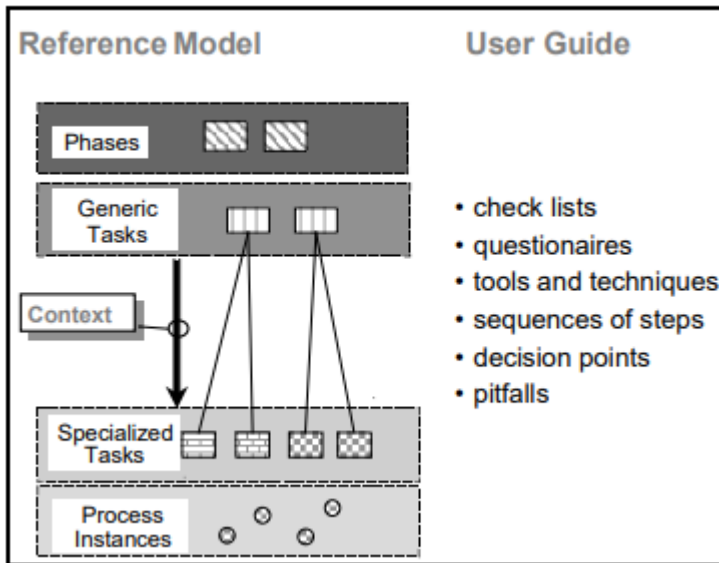 Reference Model
User Guide
Phases
Generic
Tasks
Context
Specialized
Tasks
Process
Instances
• check lists
• questionaires
• tools and techniques
• sequences of steps
• decision points
• pitfalls